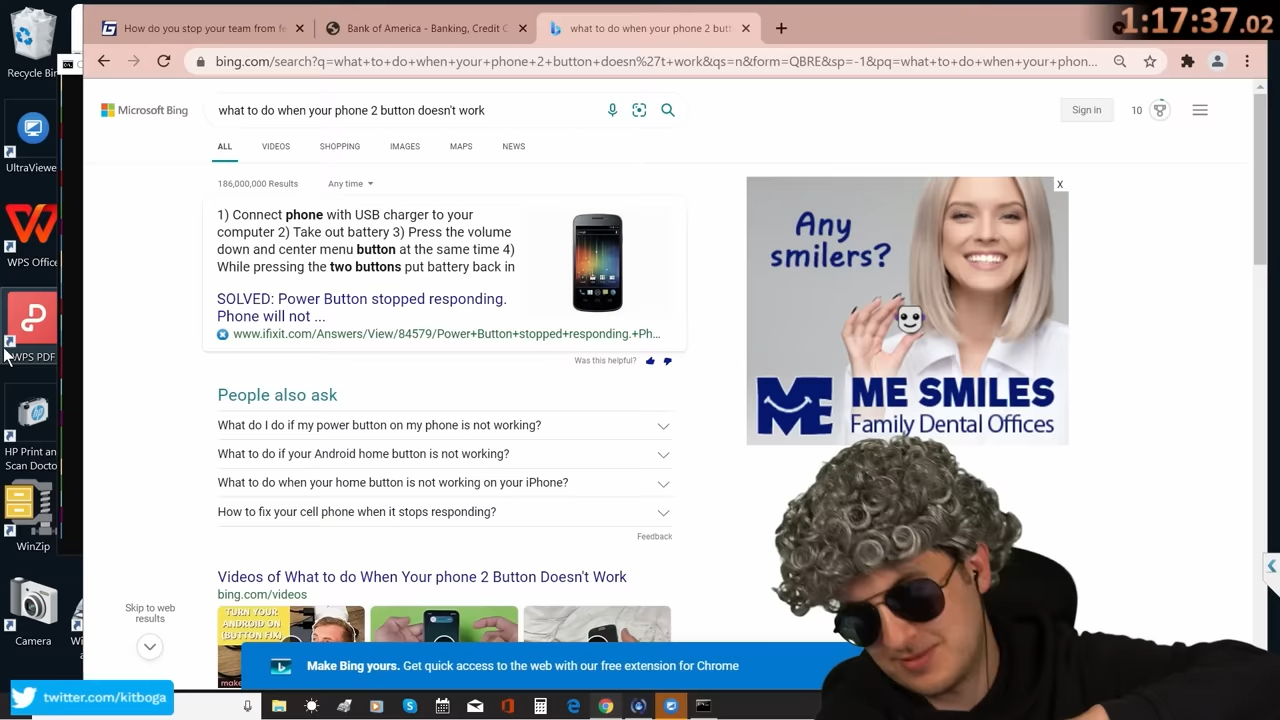 1:17:37.02
How do you stop your team from fe
Bank of America - Banking, Credit C
what to do when your phone 2 butt
bing.com/search?q=what+to+do+when+your+phone+2+button+doesn%27t+work&qs=n&form=QBRE&sp=-1&pq=what+to+do+when+your+phon...
Recycle Bin
UltraViewer
WPS Office
WPS PDF
HP Print an
Scan Docto
WinZip
Camera
Microsoft Bing
what to do when your phone 2 button doesn't work
Sign in
10
ALL
VIDEOS
SHOPPING
IMAGES
MAPS
NEWS
186,000,000 Results
Any time
1) Connect phone with USB charger to your
computer 2) Take out battery 3) Press the volume
down and center menu button at the same time 4)
While pressing the two buttons put battery back in
SOLVED: Power Button stopped responding.
Phone will not ...
www.ifixit.com/Answers/View/84579/Power+Button+stopped+responding.+Ph...
Was this helpful?
X
Any
smilers?
ME
ME SMILES
Family Dental Offices
People also ask
What do I do if my power button on my phone is not working?
What to do if your Android home button is not working?
What to do when your home button is not working on your iPhone?
How to fix your cell phone when it stops responding?
Feedback
Videos of What to do When Your phone 2 Button Doesn't Work
bing.com/videos
TURN YOUR
ANDROID ON
(BUTTON FIX)
make
Skip to web
results
Make Bing yours. Get quick access to the web with our free extension for Chrome
twitter.com/kitboga